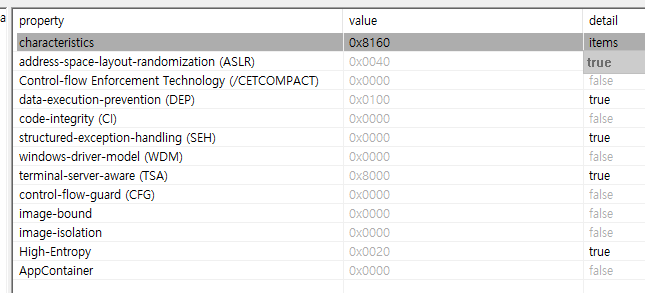 a
property value detail
characteristics 0x8160 items
address-space-layout-randomization (ASLR) 0x0040 true
Control-flow Enforcement Technology (/CETCOMPACT) 0x0000 false
data-execution-prevention (DEP) 0x0100 true
code-integrity (CI) 0x0000 false
structured-exception-handling (SEH) 0x0000 true
windows-driver-model (WDM) 0x0000 false
terminal-server-aware (TSA) 0x8000 true
control-flow-guard (CFG) 0x0000 false
image-bound 0x0000 false
image-isolation 0x0000 false
High-Entropy 0x0020 true
AppContainer 0x0000 false